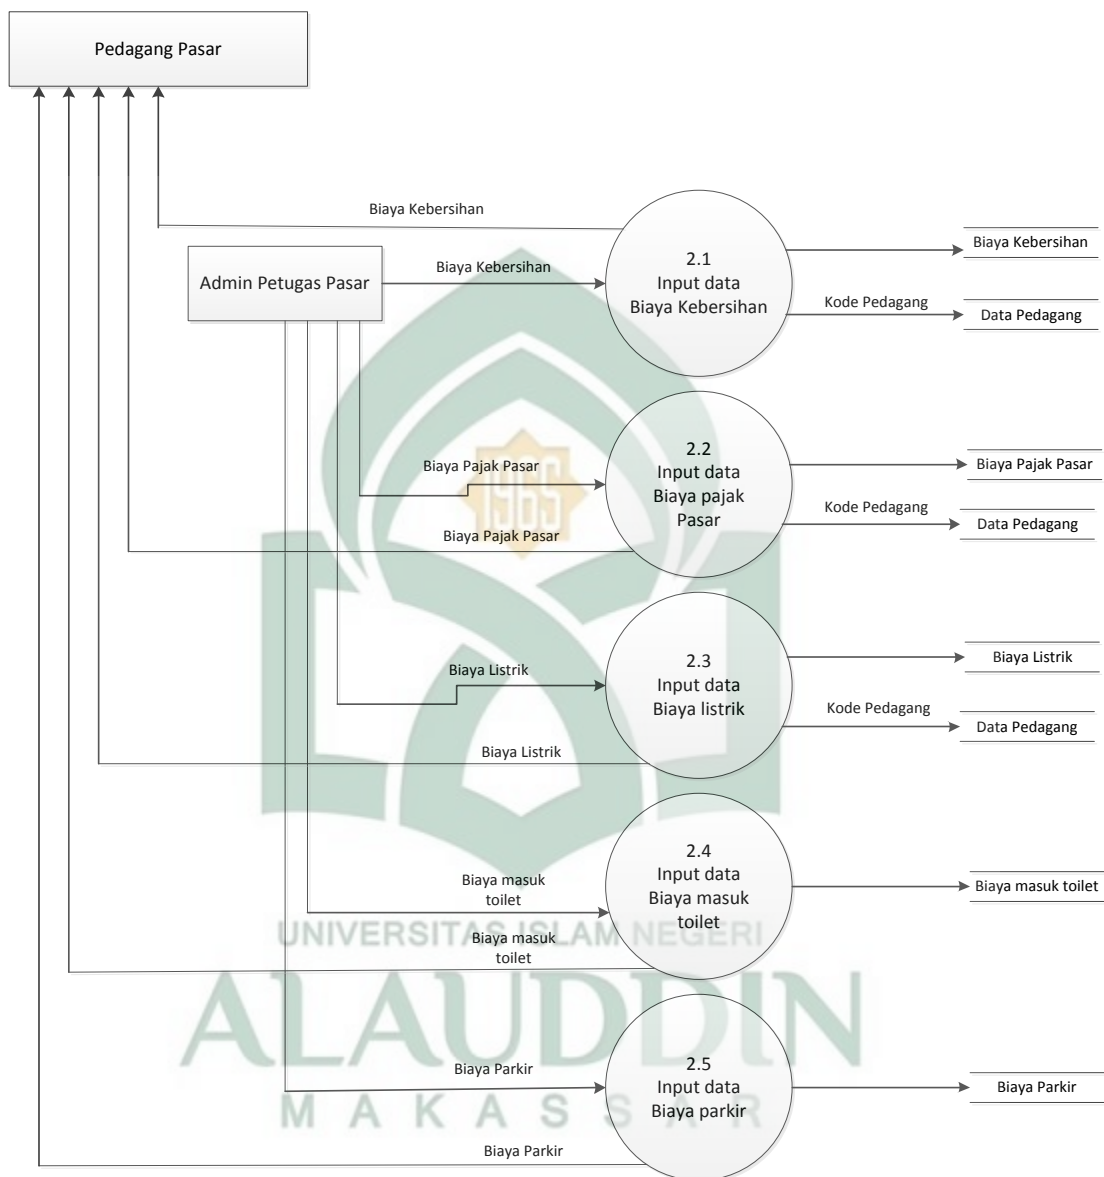 Pedagang Pasar
Biaya Kebersihan
Admin Petugas Pasar
Biaya Kebersihan
2.1
Input data
Biaya Kebersihan
Biaya Kebersihan
Kode Pedagang
Data Pedagang
Biaya Pajak Pasar
2.2
Input data
Biaya pajak
Pasar
Biaya Pajak Pasar
Kode Pedagang
Data Pedagang
1965
Biaya Pajak Pasar
Biaya Listrik
2.3
Input data
Biaya listrik
Biaya Listrik
Kode Pedagang
Data Pedagang
Biaya Listrik
Biaya masuk
toilet
2.4
Input data
Biaya masuk
toilet
Biaya masuk toilet
UNIVERSITAS ISLAM NEGERI
Biaya masuk
toilet
ALAUDDIN
Biaya Parkir
2.5
Input data
Biaya parkir
Biaya Parkir
MAKASSAR
Biaya Parkir